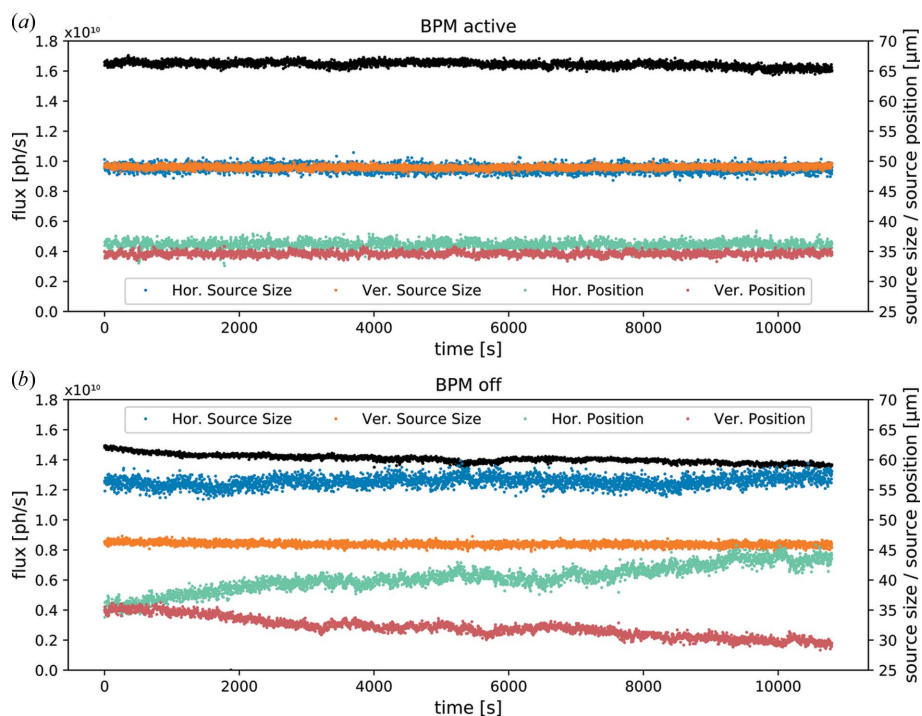 (a)
BPM active
x10¹⁰
1.8
1.6
1.4
1.2
1.0
0.8
0.6
0.4
0.2
0.0
flux [ph/s]
70
65
60
55
50
45
40
35
30
25
source size / source position [μm]
Hor. Source Size Ver. Source Size Hor. Position Ver. Position
0 2000 4000 6000 8000 10000
time [s]
(b)
BPM off
x10¹⁰
1.8
1.6
1.4
1.2
1.0
0.8
0.6
0.4
0.2
0.0
flux [ph/s]
70
65
60
55
50
45
40
35
30
25
source size / source position [μm]
Hor. Source Size Ver. Source Size Hor. Position Ver. Position
0 2000 4000 6000 8000 10000
time [s]